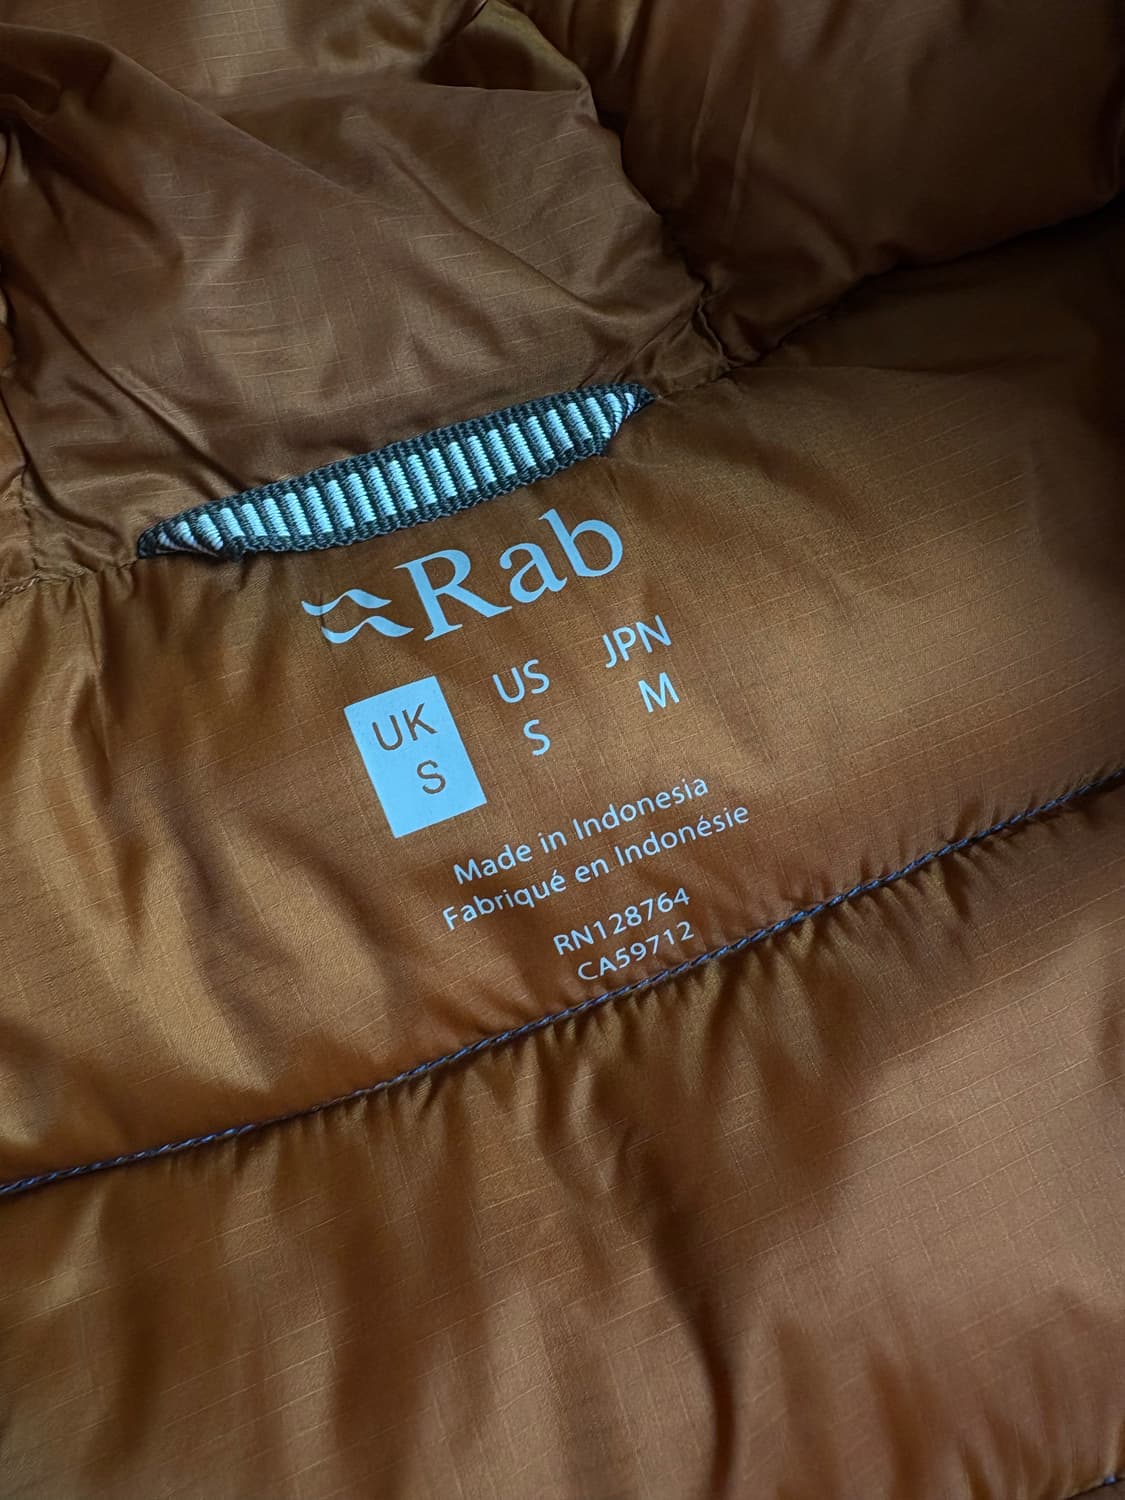 Rab
UK US JPN
S S M
Made in Indonesia
Fabriqué en Indonésie
RN128764
CA59712